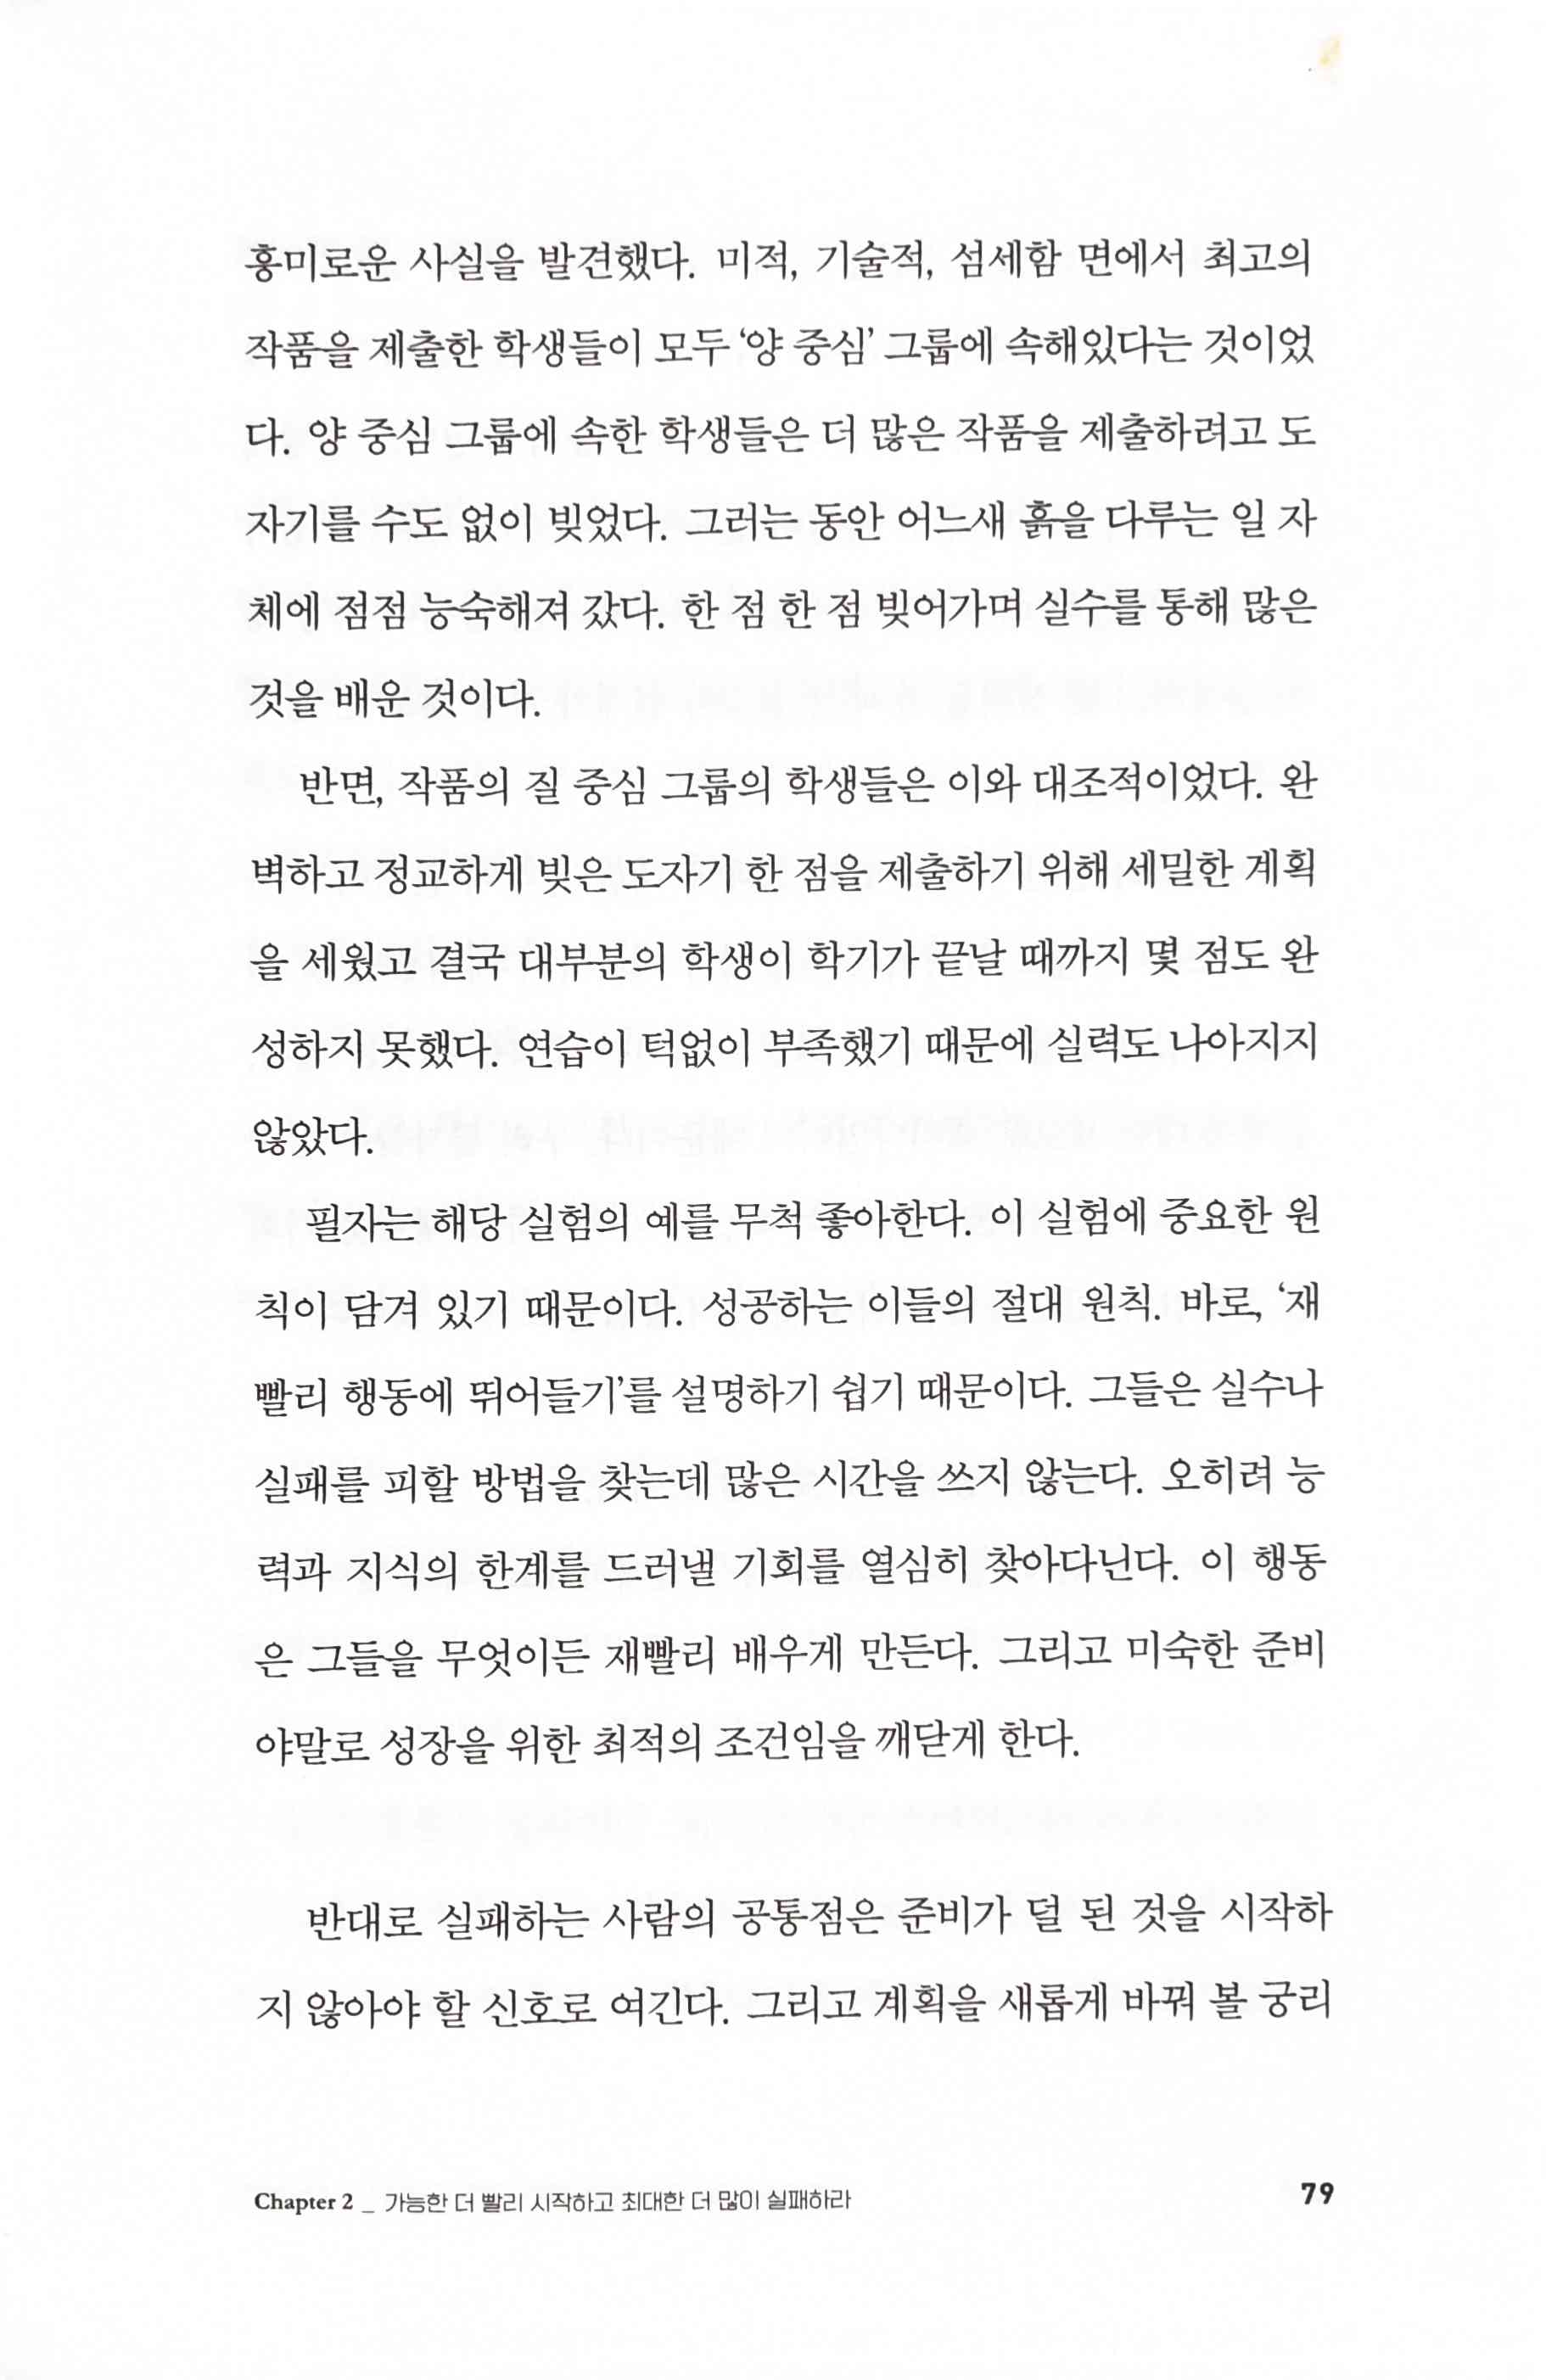 흥미로운 사실을 발견했다. 미적, 기술적, 섬세함 면에서 최고의
작품을 제출한 학생들이 모두 ‘양 중심’ 그룹에 속해있다는 것이었
다. 양 중심 그룹에 속한 학생들은 더 많은 작품을 제출하려고 도
자기를 수도 없이 빚었다. 그러는 동안 어느새 흙을 다루는 일 자
체에 점점 능숙해져 갔다. 한 점 한 점 빚어가며 실수를 통해 많은
것을 배운 것이다.
반면, 작품의 질 중심 그룹의 학생들은 이와 대조적이었다. 완
벽하고 정교하게 빚은 도자기 한 점을 제출하기 위해 세밀한 계획
을 세웠고 결국 대부분의 학생이 학기가 끝날 때까지 몇 점도 완
성하지 못했다. 연습이 턱없이 부족했기 때문에 실력도 나아지지
않았다.
필자는 해당 실험의 예를 무척 좋아한다. 이 실험에 중요한 원
칙이 담겨 있기 때문이다. 성공하는 이들의 절대 원칙. 바로, ‘재
빨리 행동에 뛰어들기’를 설명하기 쉽기 때문이다. 그들은 실수나
실패를 피할 방법을 찾는데 많은 시간을 쓰지 않는다. 오히려 능
력과 지식의 한계를 드러낼 기회를 열심히 찾아다닌다. 이 행동
은 그들을 무엇이든 재빨리 배우게 만든다. 그리고 미숙한 준비
야말로 성장을 위한 최적의 조건임을 깨닫게 한다.
반대로 실패하는 사람의 공통점은 준비가 덜 된 것을 시작하
지 않아야 할 신호로 여긴다. 그리고 계획을 새롭게 바꿔 볼 궁리
Chapter 2 _ 가능한 더 빨리 시작하고 최대한 더 많이 실패하라
79